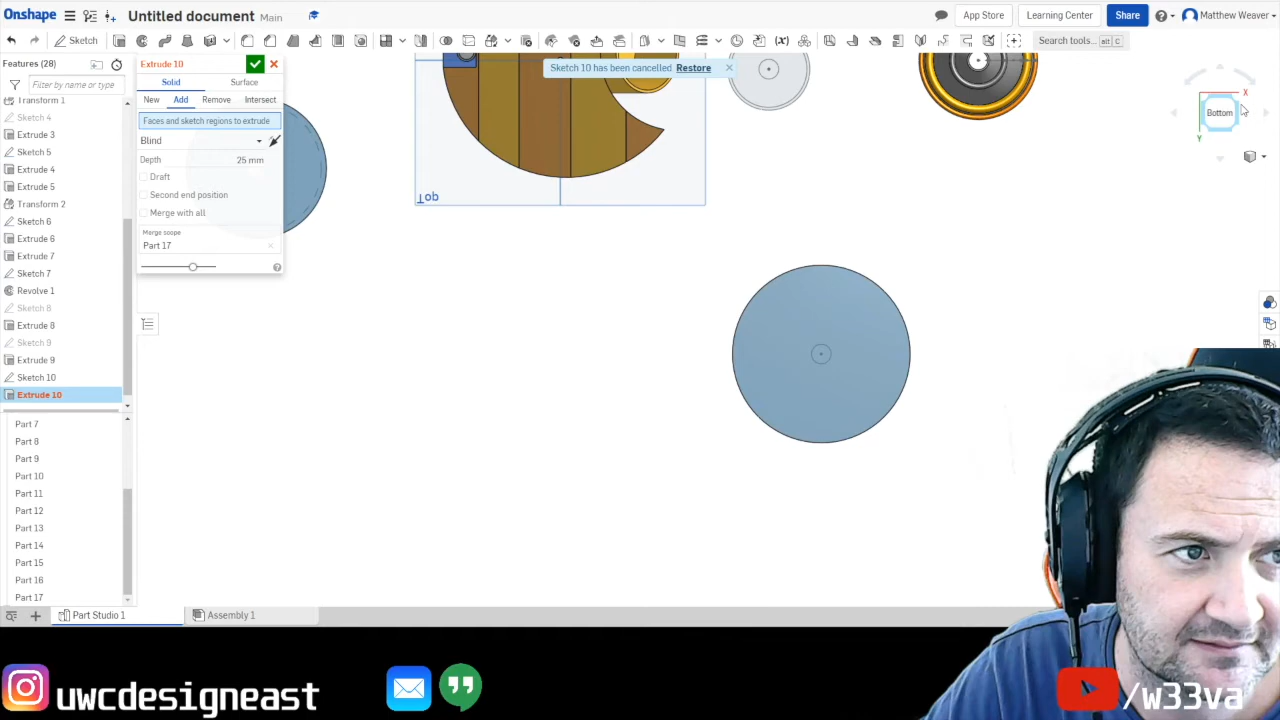 Onshape
Untitled document Main
App Store
Learning Center
Share
Matthew Weaver
Sketch
(x)
Search tools...
alt C
Features (28)
Filter by name or type
Transform 1
Sketch 4
Extrude 3
Sketch 5
Extrude 4
Extrude 5
Transform 2
Sketch 6
Extrude 6
Extrude 7
Sketch 7
Revolve 1
Sketch 8
Extrude 8
Sketch 9
Extrude 9
Sketch 10
Extrude 10
Part 7
Part 8
Part 9
Part 10
Part 11
Part 12
Part 13
Part 14
Part 15
Part 16
Part 17
Extrude 10
Solid
Surface
New
Add
Remove
Intersect
Faces and sketch regions to extrude
Blind
Depth
25 mm
Draft
Second end position
Merge with all
Merge scope
Part 17
Sketch 10 has been cancelled Restore
X
Bottom
Y
Part Studio 1
Assembly 1
uwcdesigneast
/w33va